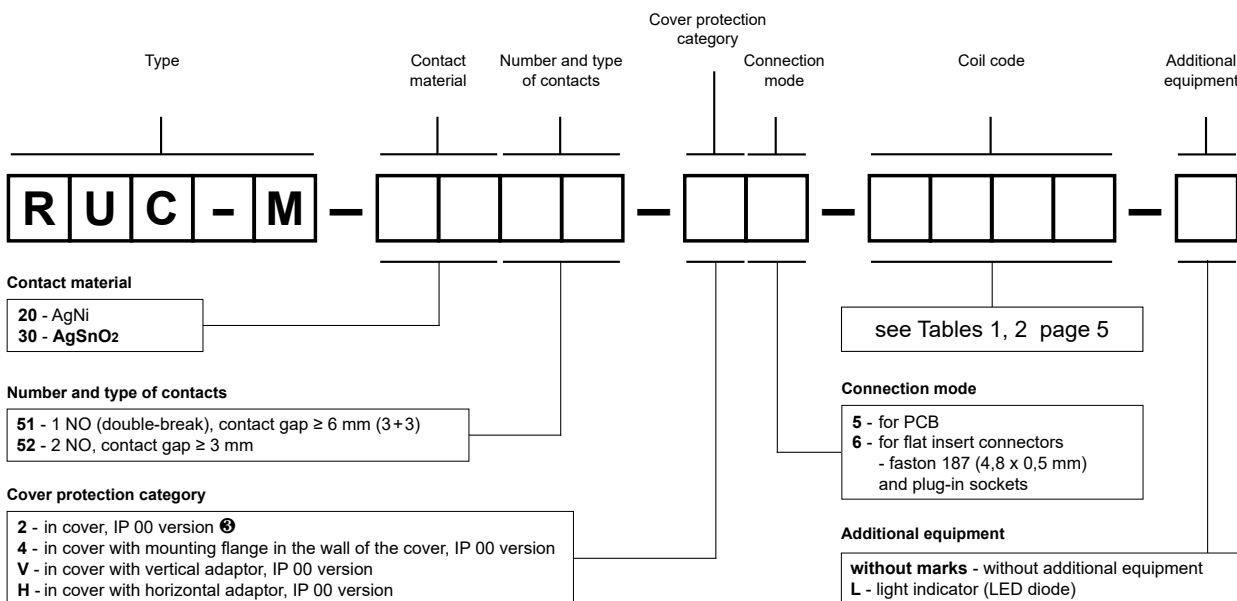 Cover protection
category
Type
Contact
material
Number and type
of contacts
Connection
mode
Coil code
Additional
equipment
R U C - M – – – –
Contact material
20 - AgNi
30 - AgSnO2
see Tables 1, 2 page 5
Number and type of contacts
51 - 1 NO (double-break), contact gap ≥ 6 mm (3+3)
52 - 2 NO, contact gap ≥ 3 mm
Connection mode
5 - for PCB
6 - for flat insert connectors
- faston 187 (4,8 x 0,5 mm)
and plug-in sockets
Cover protection category
2 - in cover, IP 00 version ❸
4 - in cover with mounting flange in the wall of the cover, IP 00 version
V - in cover with vertical adaptor, IP 00 version
H - in cover with horizontal adaptor, IP 00 version
Additional equipment
without marks - without additional equipment
L - light indicator (LED diode)